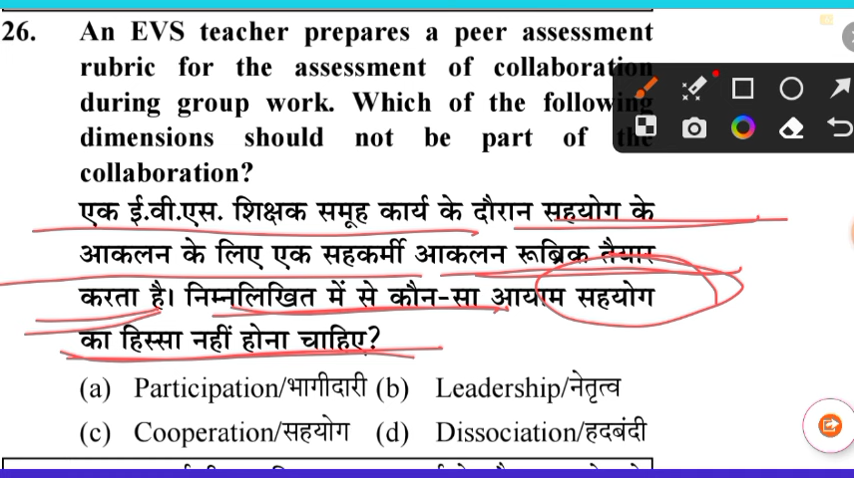 26. An EVS teacher prepares a peer assessment
rubric for the assessment of collaboration
during group work. Which of the following
dimensions should not be part of the
collaboration?
एक ई.वी.एस. शिक्षक समूह कार्य के दौरान सहयोग के
आकलन के लिए एक सहकर्मी आकलन रूब्रिक तैयार
करता है। निम्नलिखित में से कौन-सा आयाम सहयोग
का हिस्सा नहीं होना चाहिए?
(a) Participation/भागीदारी (b) Leadership/नेतृत्व
(c) Cooperation/सहयोग (d) Dissociation/हदबंदी